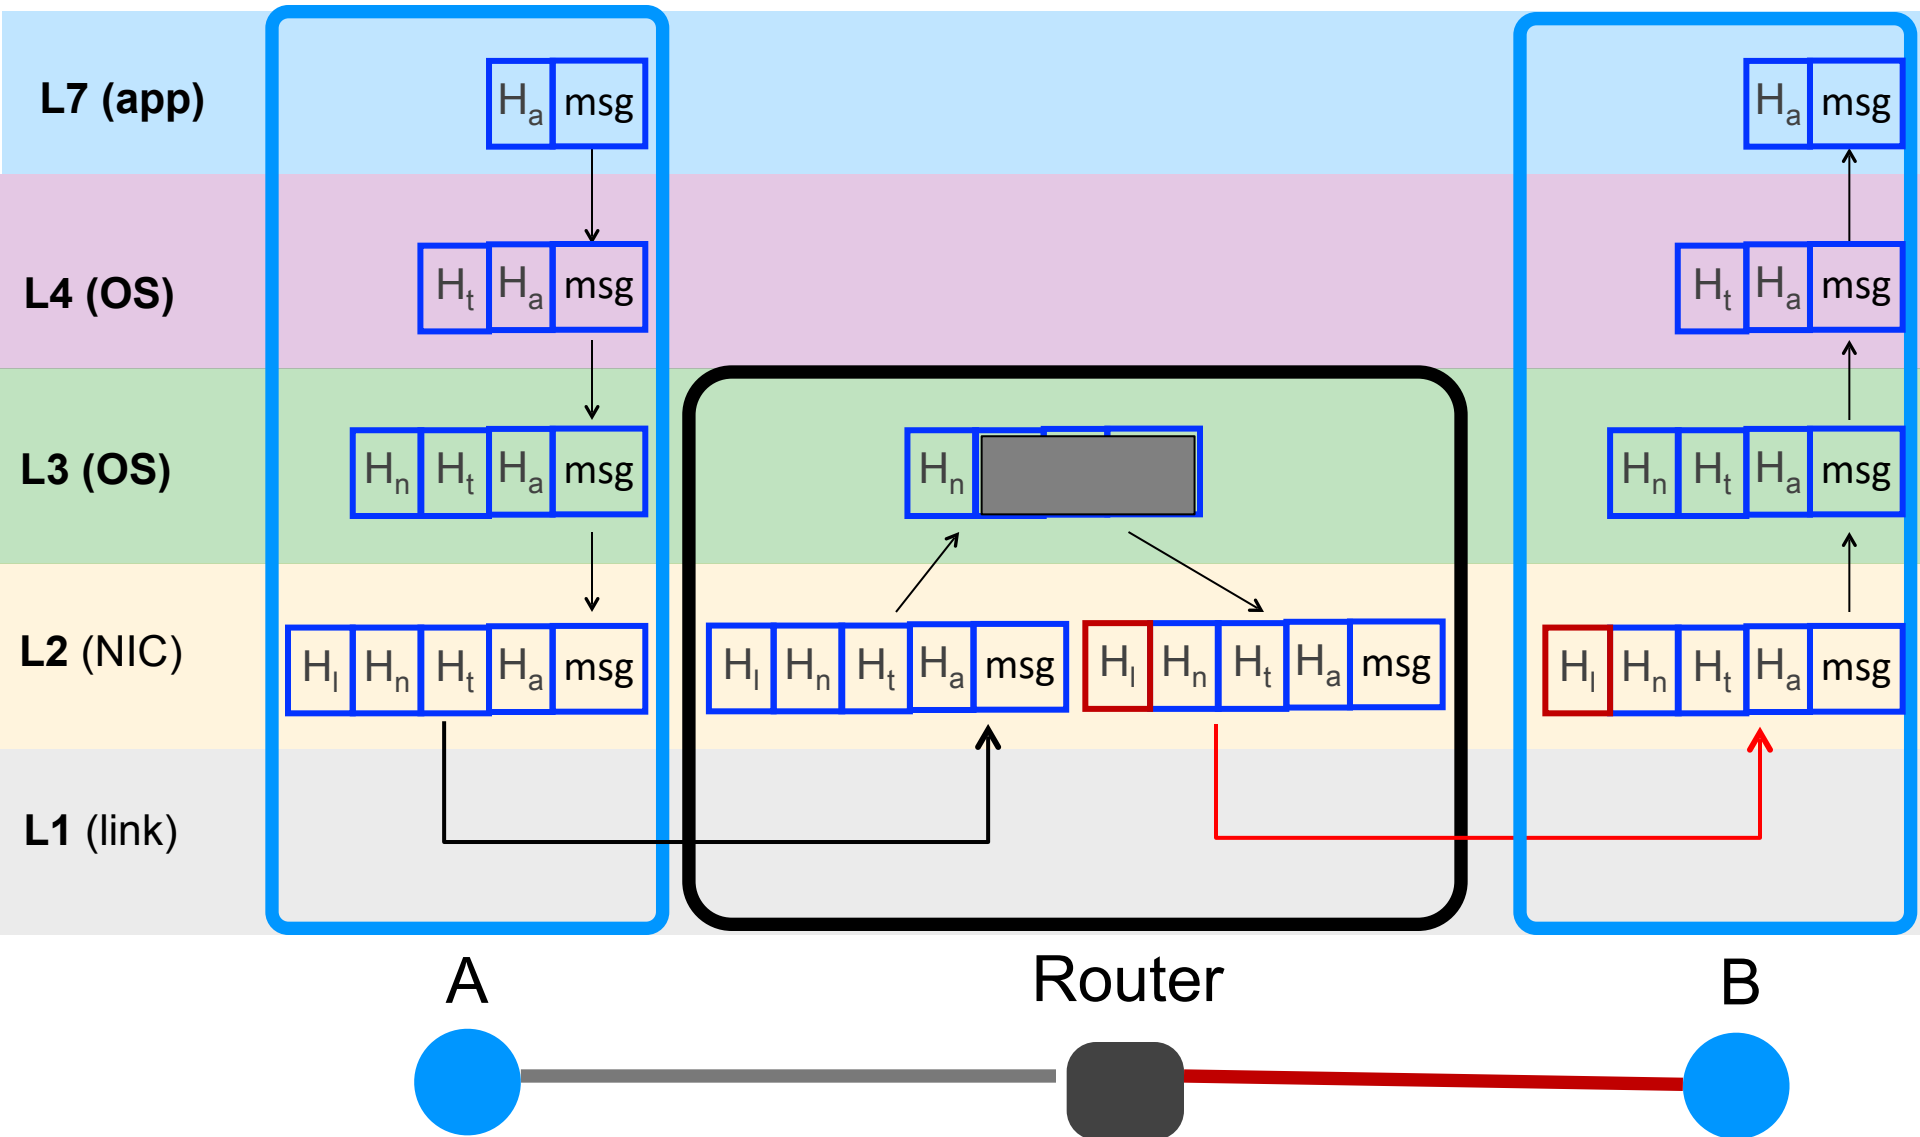 L7 (app)
Ha msg
Ha msg
L4 (OS)
Ht Ha msg
Ht Ha msg
L3 (OS)
Hn Ht Ha msg
Hn
Hn Ht Ha msg
L2 (NIC)
Hl Hn Ht Ha msg
Hl Hn Ht Ha msg
Hl Hn Ht Ha msg
Hl Hn Ht Ha msg
L1 (link)
A
Router
B